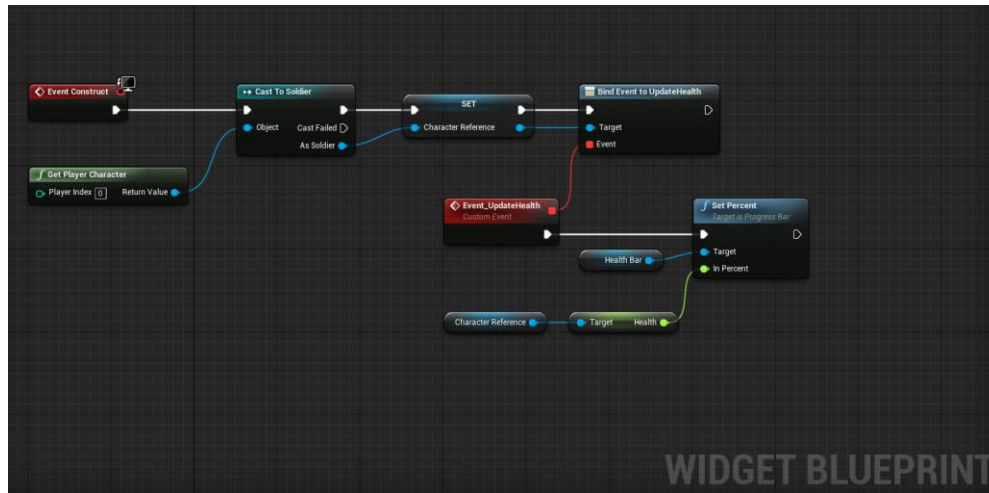 Event Construct
Cast To Soldier
Object
Cast Failed
As Soldier
SET
Character Reference
Bind Event to UpdateHealth
Target
Event
Get Player Character
Player Index 0
Return Value
Event_UpdateHealth
Custom Event
Set Percent
Target is Progress Bar
Target
In Percent
Health Bar
Character Reference
Target
Health
WIDGET BLUEPRINT